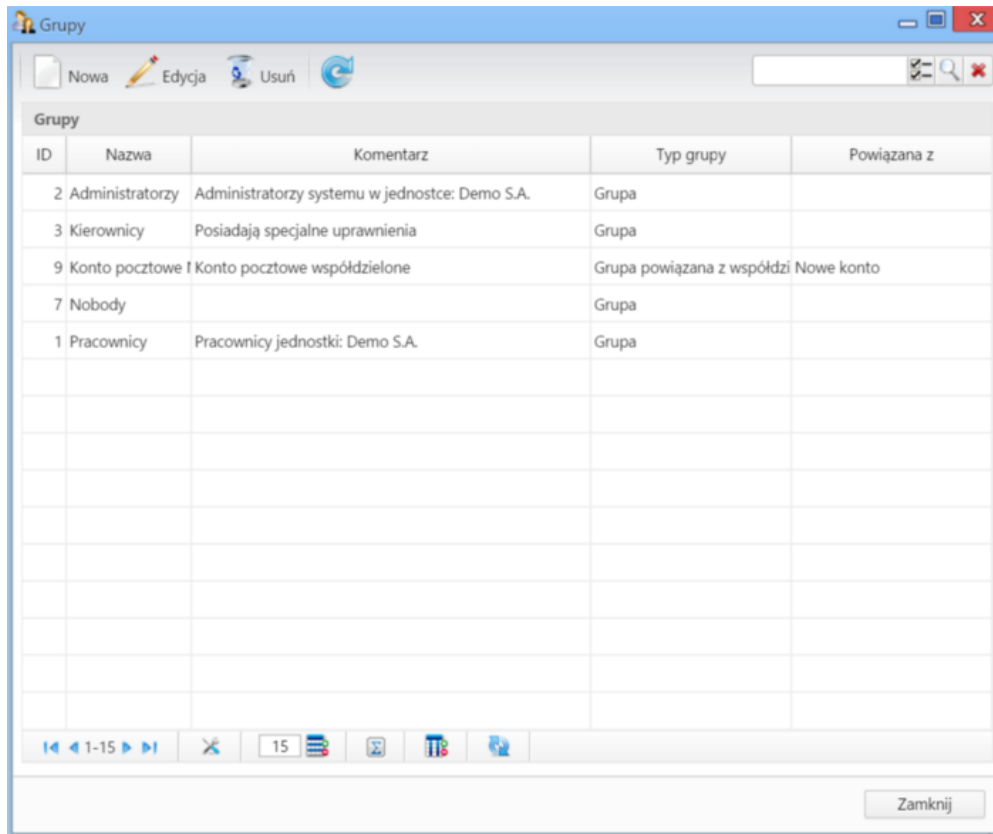 Grupy
Nowa Edycja Usuń
Grupy
ID Nazwa Komentarz Typ grupy Powiązana z
2 Administratorzy Administratorzy systemu w jednostce: Demo S.A. Grupa
3 Kierownicy Posiadają specjalne uprawnienia Grupa
9 Konto pocztowe Konto pocztowe współdzielone Grupa powiązana z współdzi Nowe konto
7 Nobody Grupa
1 Pracownicy Pracownicy jednostki: Demo S.A. Grupa
1-15 15
Zamknij